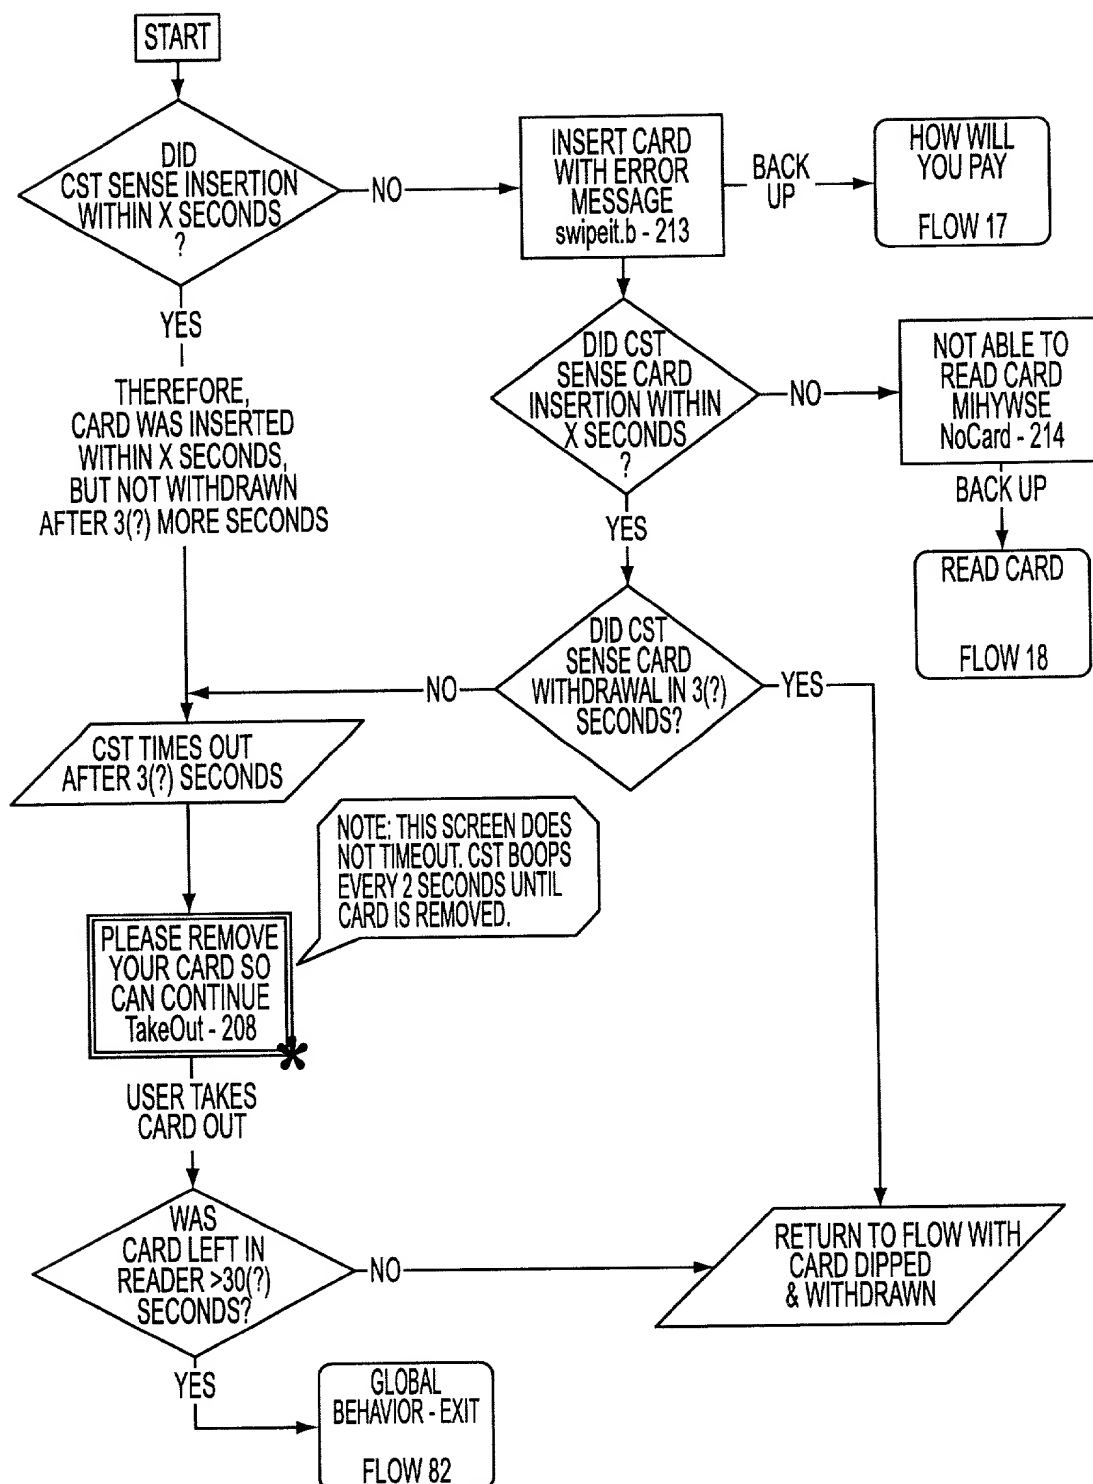 START
DID
CST SENSE INSERTION
WITHIN X SECONDS
?
NO
INSERT CARD
WITH ERROR
MESSAGE
swipeit.b - 213
BACK
UP
HOW WILL
YOU PAY
FLOW 17
YES
THEREFORE,
CARD WAS INSERTED
WITHIN X SECONDS,
BUT NOT WITHDRAWN
AFTER 3(?) MORE SECONDS
DID CST
SENSE CARD
INSERTION WITHIN
X SECONDS
?
NO
NOT ABLE TO
READ CARD
MIHYWSE
NoCard - 214
BACK UP
READ CARD
FLOW 18
YES
DID CST
SENSE CARD
WITHDRAWAL IN 3(?)
SECONDS?
NO
YES
CST TIMES OUT
AFTER 3(?) SECONDS
NOTE: THIS SCREEN DOES
NOT TIMEOUT. CST BOOPS
EVERY 2 SECONDS UNTIL
CARD IS REMOVED.
PLEASE REMOVE
YOUR CARD SO
CAN CONTINUE
TakeOut - 208
*
USER TAKES
CARD OUT
WAS
CARD LEFT IN
READER >30(?)
SECONDS?
NO
RETURN TO FLOW WITH
CARD DIPPED
& WITHDRAWN
YES
GLOBAL
BEHAVIOR - EXIT
FLOW 82